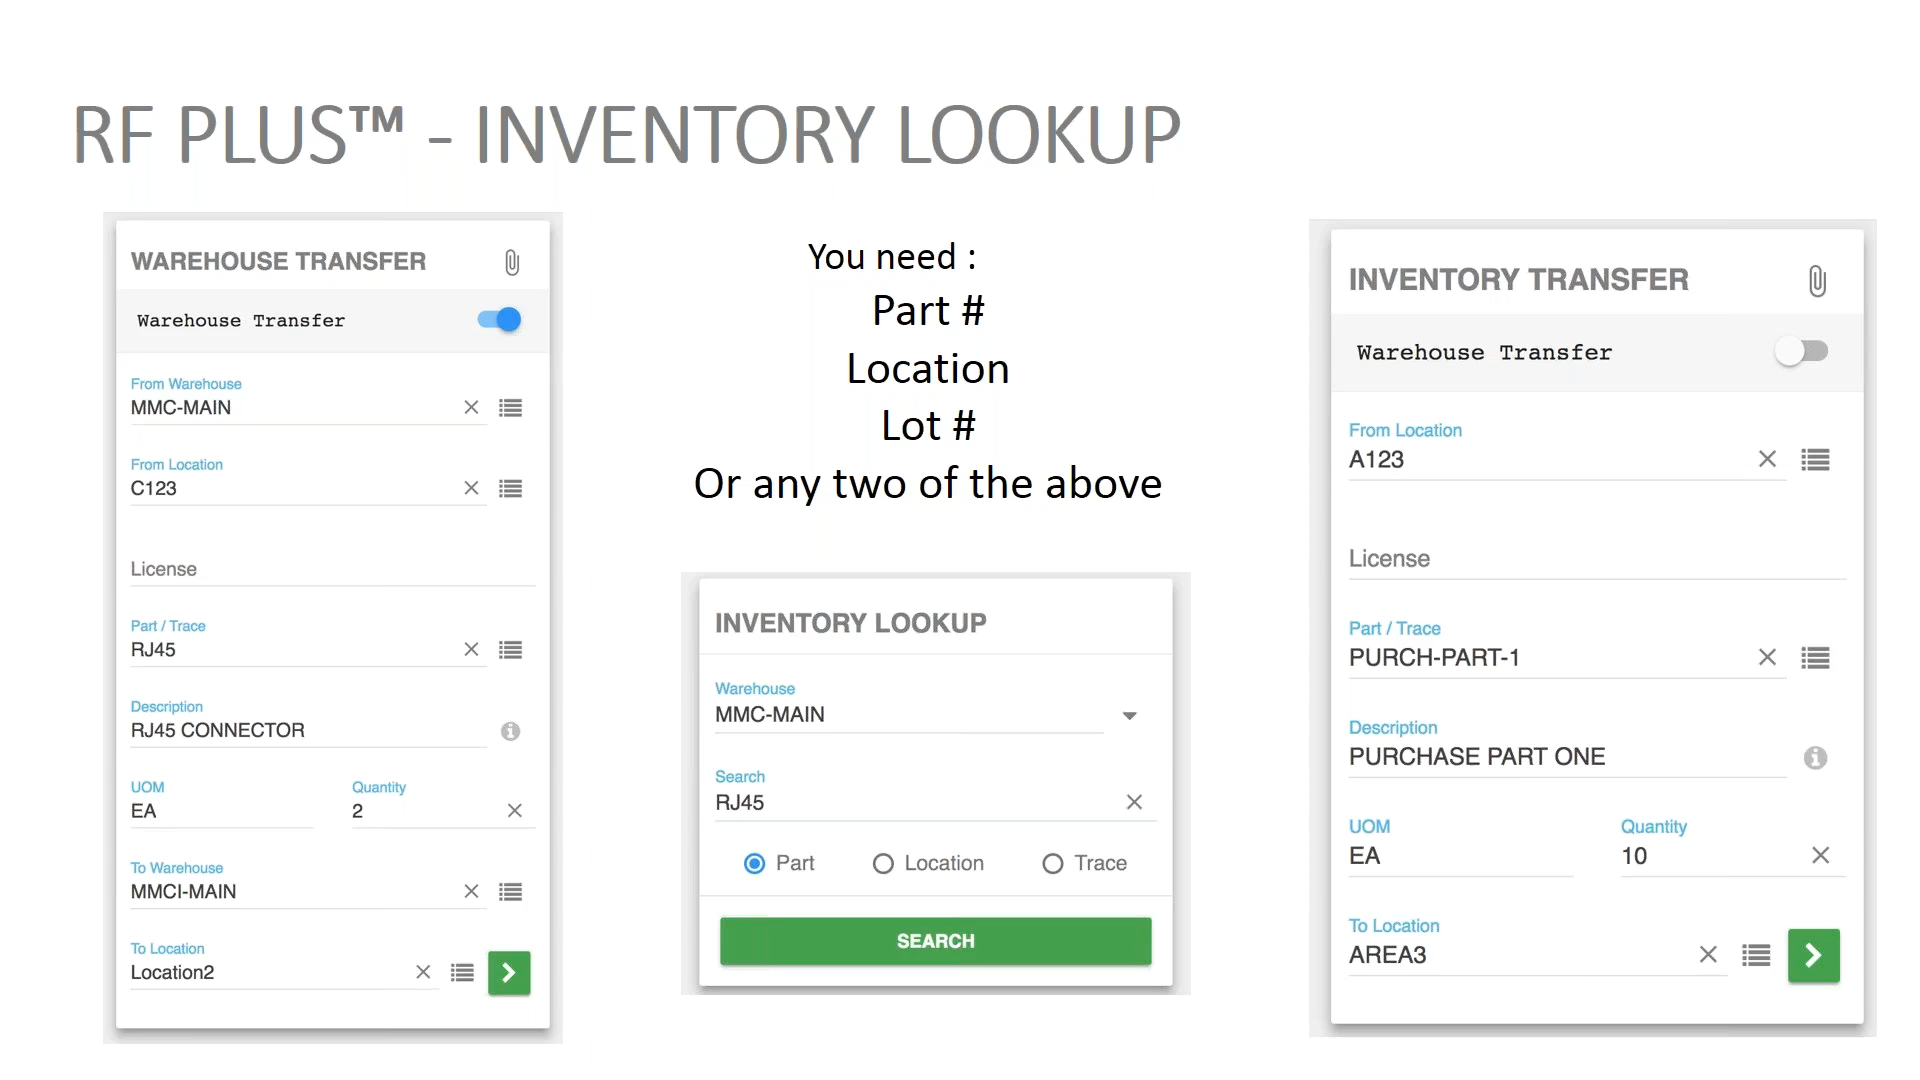 RF PLUS™ - INVENTORY LOOKUP
WAREHOUSE TRANSFER
Warehouse Transfer
From Warehouse
MMC-MAIN
From Location
C123
License
Part / Trace
RJ45
Description
RJ45 CONNECTOR
UOM
Quantity
EA
2
To Warehouse
MMCI-MAIN
To Location
Location2
You need :
Part #
Location
Lot #
Or any two of the above
INVENTORY LOOKUP
Warehouse
MMC-MAIN
Search
RJ45
Part
Location
Trace
SEARCH
INVENTORY TRANSFER
Warehouse Transfer
From Location
A123
License
Part / Trace
PURCH-PART-1
Description
PURCHASE PART ONE
UOM
Quantity
EA
10
To Location
AREA3